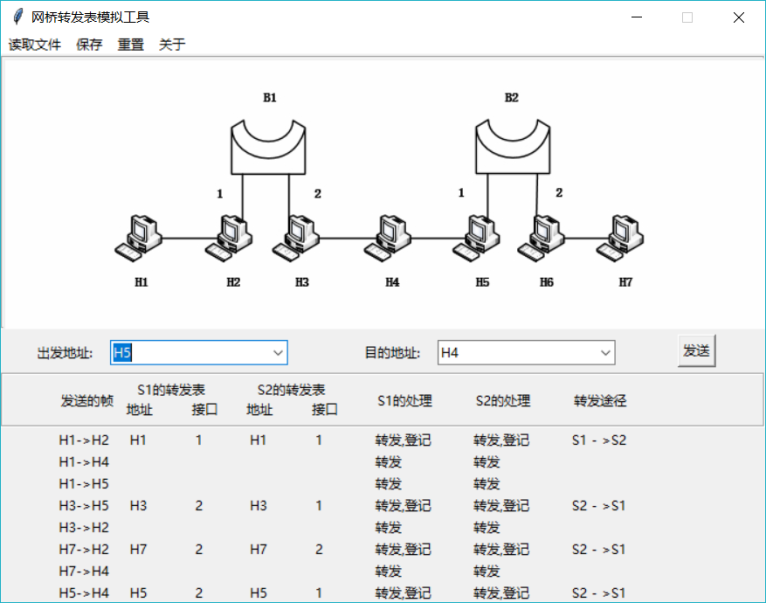 网桥转发表模拟工具
读取文件 保存 重置 关于
B1 B2
1 2 1 2
H1 H2 H3 H4 H5 H6 H7
出发地址: H5 目的地址: H4 发送
发送的帧 S1的转发表 S2的转发表 S1的处理 S2的处理 转发途径
地址 接口 地址 接口
H1->H2 H1 1 H1 1 转发,登记 转发,登记 S1 - >S2
H1->H4 转发 转发
H1->H5 转发 转发
H3->H5 H3 2 H3 1 转发,登记 转发,登记 S2 - >S1
H3->H2 转发 转发
H7->H2 H7 2 H7 2 转发,登记 转发,登记 S2 - >S1
H7->H4 转发 转发
H5->H4 H5 2 H5 1 转发,登记 转发,登记 S2 - >S1